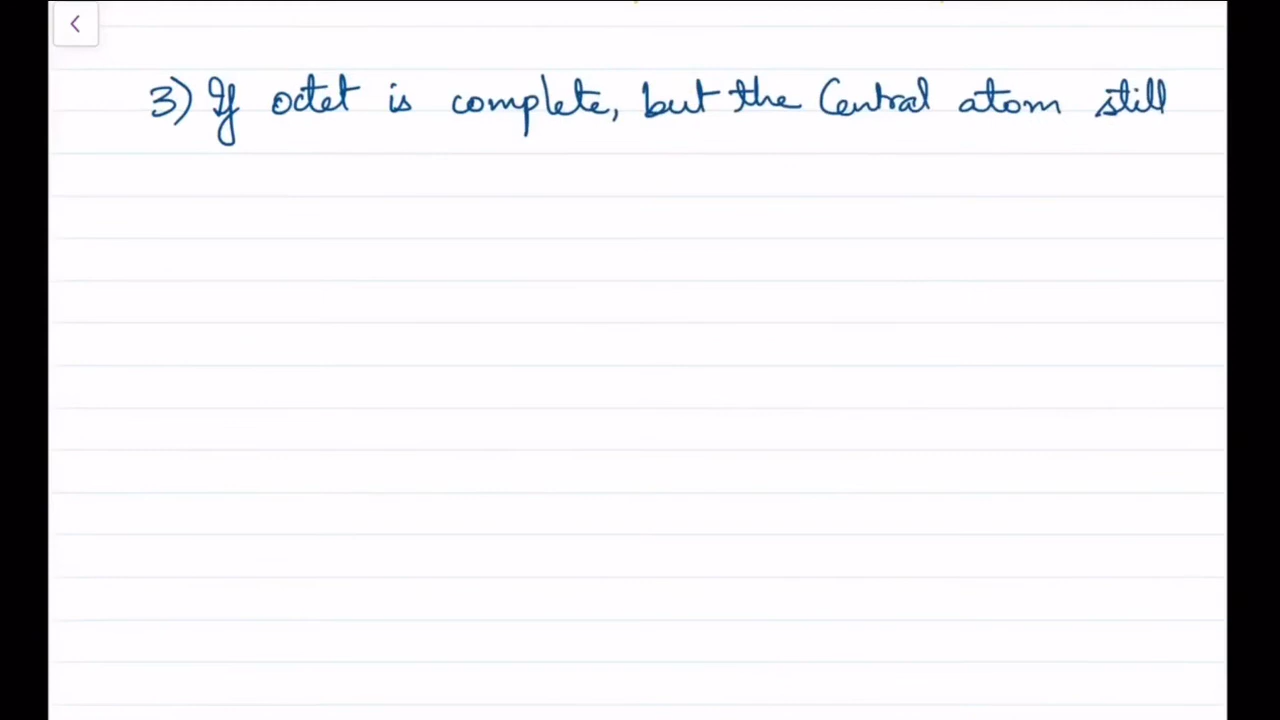 3) If octet is complete, but the Central atom still